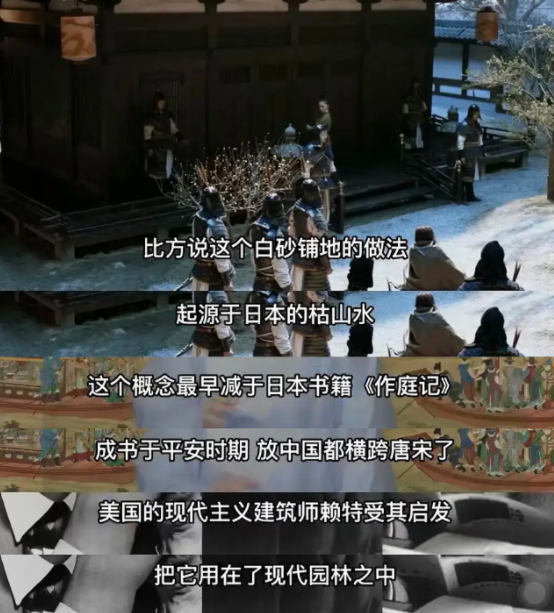 比方说这个白砂铺地的做法
起源于日本的枯山水
这个概念最早减于日本书籍《作庭记》
成书于平安时期 放中国都横跨唐宋了
美国的现代主义建筑师赖特受其启发
把它用在了现代园林之中